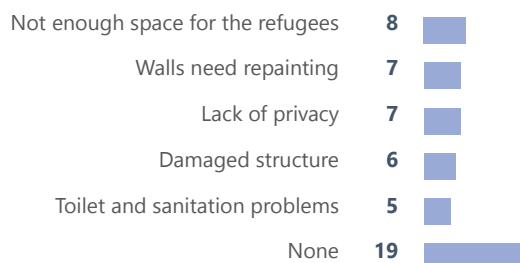 Not enough space for the refugees 8
Walls need repainting 7
Lack of privacy 7
Damaged structure 6
Toilet and sanitation problems 5
None 19